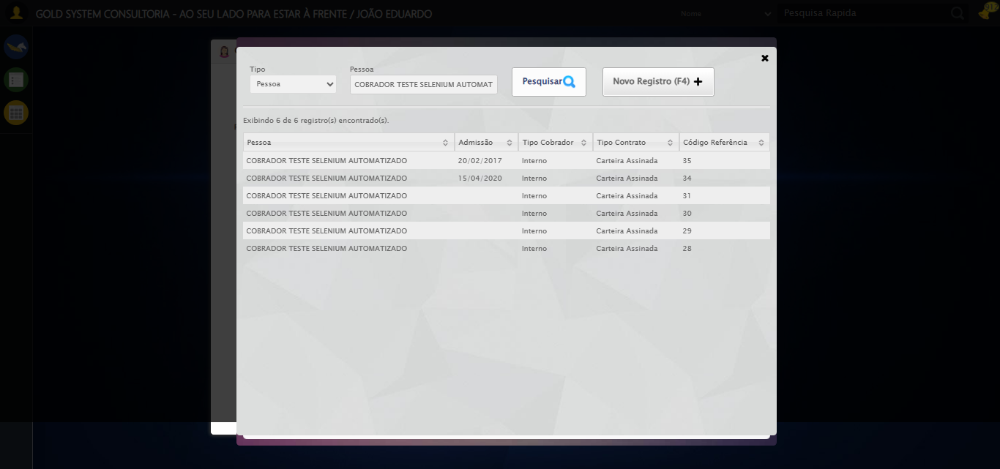 GOLD SYSTEM CONSULTORIA - AO SEU LADO PARA ESTAR À FRENTE / JOÃO EDUARDO
Nome
Pesquisa Rapida
912
Tipo
Pessoa
Pessoa
COBRADOR TESTE SELENIUM AUTOMAT
Pesquisar
Novo Registro (F4)
Exibindo 6 de 6 registro(s) encontrado(s).
Pessoa Admissão Tipo Cobrador Tipo Contrato Código Referência
COBRADOR TESTE SELENIUM AUTOMATIZADO 20/02/2017 Interno Carteira Assinada 35
COBRADOR TESTE SELENIUM AUTOMATIZADO 15/04/2020 Interno Carteira Assinada 34
COBRADOR TESTE SELENIUM AUTOMATIZADO Interno Carteira Assinada 31
COBRADOR TESTE SELENIUM AUTOMATIZADO Interno Carteira Assinada 30
COBRADOR TESTE SELENIUM AUTOMATIZADO Interno Carteira Assinada 29
COBRADOR TESTE SELENIUM AUTOMATIZADO Interno Carteira Assinada 28